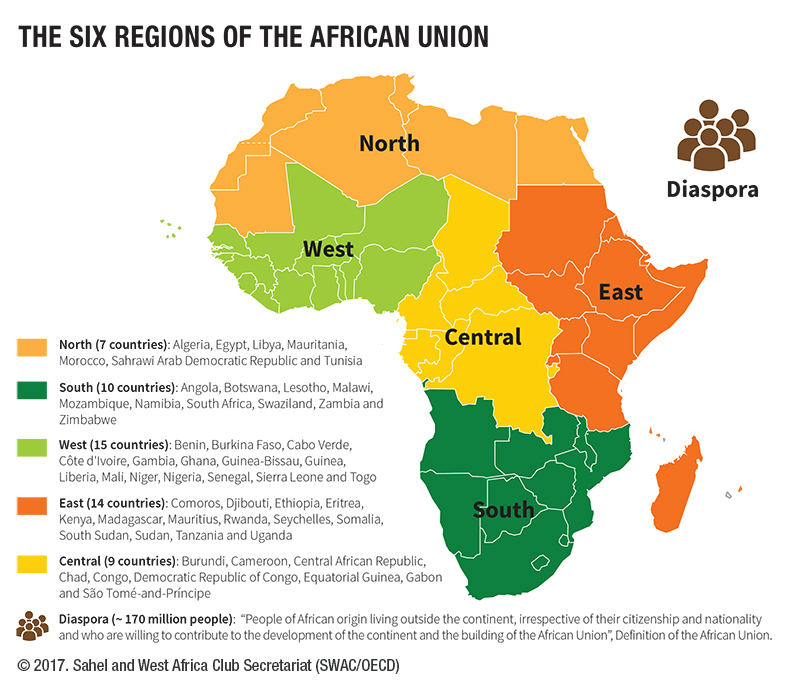 THE SIX REGIONS OF THE AFRICAN UNION
North
Diaspora
West
East
Central
South
North (7 countries): Algeria, Egypt, Libya, Mauritania,
Morocco, Sahrawi Arab Democratic Republic and Tunisia
South (10 countries): Angola, Botswana, Lesotho, Malawi,
Mozambique, Namibia, South Africa, Swaziland, Zambia and
Zimbabwe
West (15 countries): Benin, Burkina Faso, Cabo Verde,
Côte d'Ivoire, Gambia, Ghana, Guinea-Bissau, Guinea,
Liberia, Mali, Niger, Nigeria, Senegal, Sierra Leone and Togo
East (14 countries): Comoros, Djibouti, Ethiopia, Eritrea,
Kenya, Madagascar, Mauritius, Rwanda, Seychelles, Somalia,
South Sudan, Sudan, Tanzania and Uganda
Central (9 countries): Burundi, Cameroon, Central African Republic,
Chad, Congo, Democratic Republic of Congo, Equatorial Guinea, Gabon
and São Tomé-and-Príncipe
Diaspora (~ 170 million people): “People of African origin living outside the continent, irrespective of their citizenship and nationality
and who are willing to contribute to the development of the continent and the building of the African Union”, Definition of the African Union.
© 2017. Sahel and West Africa Club Secretariat (SWAC/OECD)